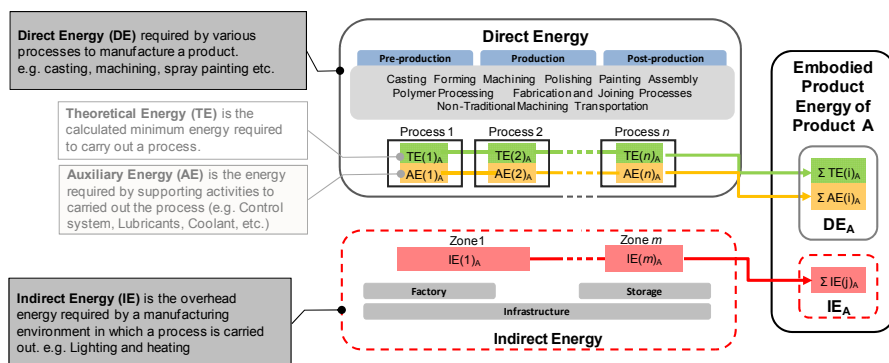 Direct Energy (DE) required by various
processes to manufacture a product.
e.g. casting, machining, spray painting etc.
Theoretical Energy (TE) is the
calculated minimum energy required
to carry out a process.
Auxiliary Energy (AE) is the energy
required by supporting activities to
carried out the process (e.g. Control
system, Lubricants, Coolant, etc.)
Indirect Energy (IE) is the overhead
energy required by a manufacturing
environment in which a process is carried
out. e.g. Lighting and heating
Direct Energy
Pre-production Production Post-production
Casting Forming Machining Polishing Painting Assembly
Polymer Processing Fabrication and Joining Processes
Non-Traditional Machining Transportation
Process 1 Process 2 Process n
TE(1)A TE(2)A TE(n)A
AE(1)A AE(2)A AE(n)A
Zone1 Zone m
IE(1)A IE(m)A
Factory Storage
Infrastructure
Indirect Energy
Embodied
Product
Energy of
Product A
Σ TE(i)A
Σ AE(i)A
DEA
Σ IE(j)A
IEA